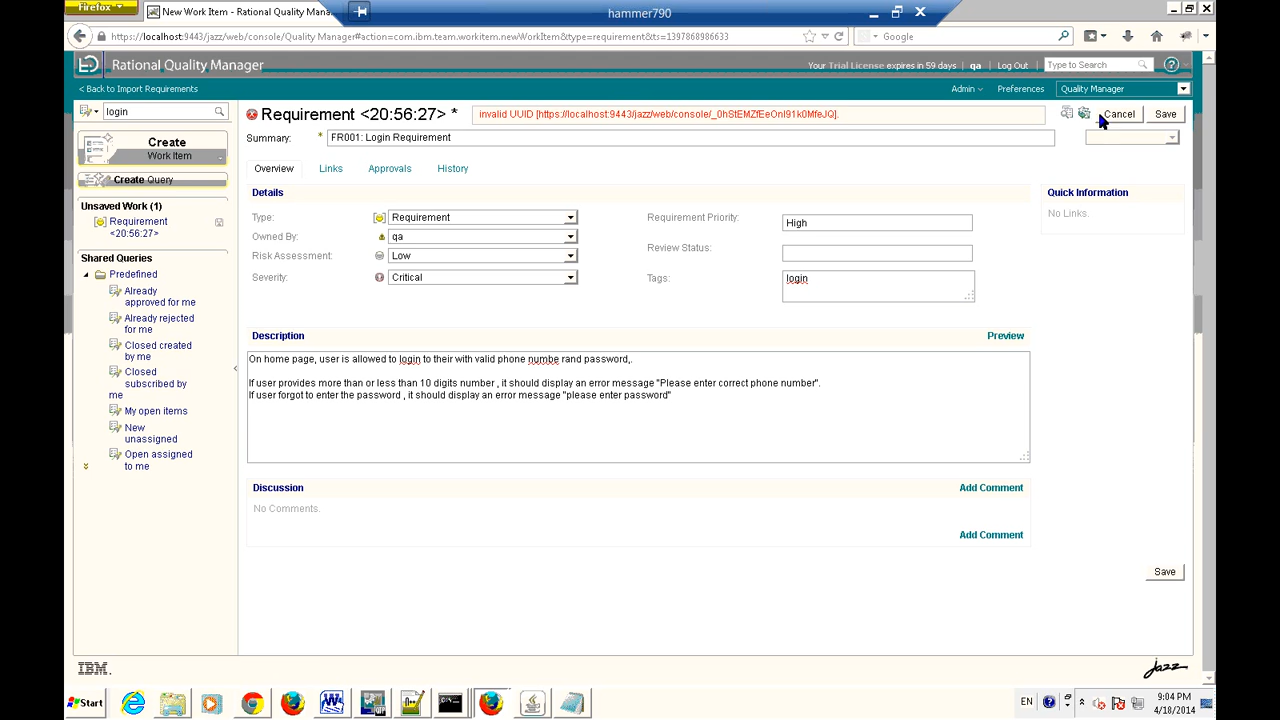 Firefox
New Work Item - Rational Quality Mana...
hammer790
https://localhost:9443/jazz/web/console/Quality Manager#action=com.ibm.team.workitem.newWorkItem&type=requirement&ts=1397868986633
Google
Rational Quality Manager
Your Trial License expires in 59 days
qa
Log Out
Type to Search
< Back to Import Requirements
Admin
Preferences
Quality Manager
login
Requirement <20:56:27> *
invalid UUID [https://localhost:9443/jazz/web/console/_0hStEMZfEeOnI91k0MfeJQ].
Cancel
Save
Summary:
* FR001: Login Requirement
Create
Work Item
Create Query
Overview
Links
Approvals
History
Unsaved Work (1)
Requirement
<20:56:27>
Shared Queries
Predefined
Already
approved for me
Already rejected
for me
Closed created
by me
Closed
subscribed by
me
My open items
New
unassigned
Open assigned
to me
Details
Type:
Requirement
Owned By:
qa
Risk Assessment:
Low
Severity:
Critical
Requirement Priority:
High
Review Status:
Tags:
login
Quick Information
No Links.
Description
Preview
On home page, user is allowed to login to their with valid phone numbe rand password,.
If user provides more than or less than 10 digits number , it should display an error message "Please enter correct phone number".
If user forgot to enter the password , it should display an error message "please enter password"
Discussion
Add Comment
No Comments.
Add Comment
Save
IBM
jazz
Start
EN
9:04 PM
4/18/2014